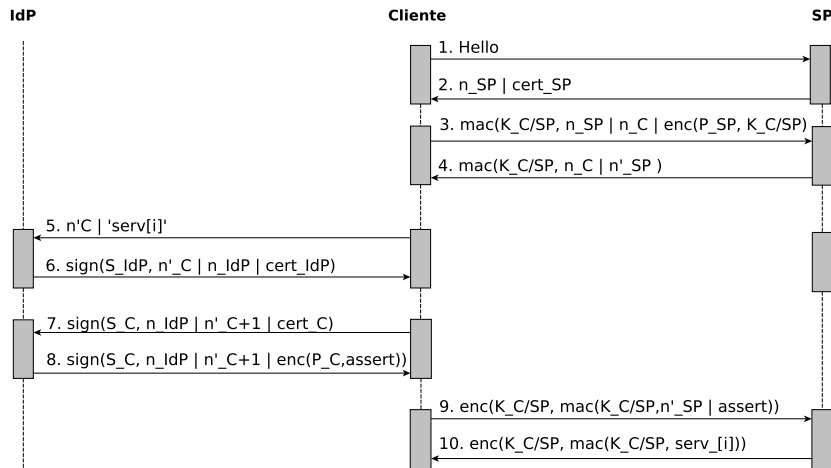 IdP
Cliente
SP
1. Hello
2. n_SP | cert_SP
3. mac(K_C/SP, n_SP | n_C | enc(P_SP, K_C/SP)
4. mac(K_C/SP, n_C | n'_SP )
5. n'C | 'serv[i]'
6. sign(S_IdP, n'_C | n_IdP | cert_IdP)
7. sign(S_C, n_IdP | n'_C+1 | cert_C)
8. sign(S_C, n_IdP | n'_C+1 | enc(P_C,assert))
9. enc(K_C/SP, mac(K_C/SP,n'_SP | assert))
10. enc(K_C/SP, mac(K_C/SP, serv_[i]))